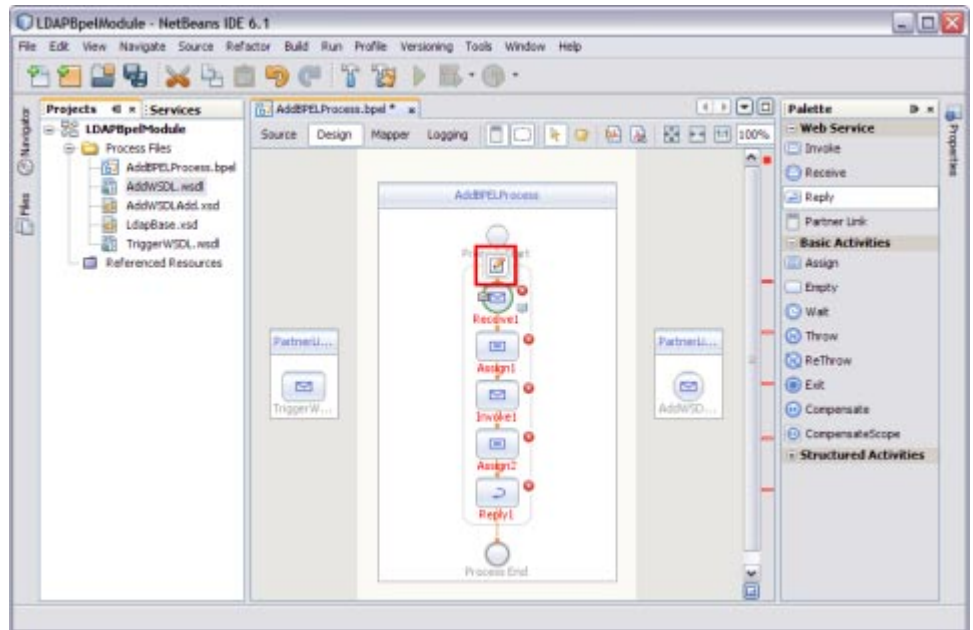 LDAPBpelModule - NetBeans IDE 6.1
File Edit View Navigate Source Refactor Build Run Profile Versioning Tools Window Help
Projects Services
Navigator
Files
LDAPBpelModule
Process Files
AddBPELProcess.bpel
AddWSDL.wsdl
AddWSDLAdd.xsd
LdapBase.xsd
TriggerWSDL.wsdl
Referenced Resources
AddBPELProcess.bpel *
Source Design Mapper Logging 100%
AddBPELProcess
Receive1
Assign1
Invoke1
Assign2
Reply1
Process End
PartnerLi...
TriggerW...
PartnerLi...
AddWSD...
Palette
Web Service
Invoke
Receive
Reply
Partner Link
Basic Activities
Assign
Empty
Wait
Throw
ReThrow
Exit
Compensate
CompensateScope
Structured Activities
Properties